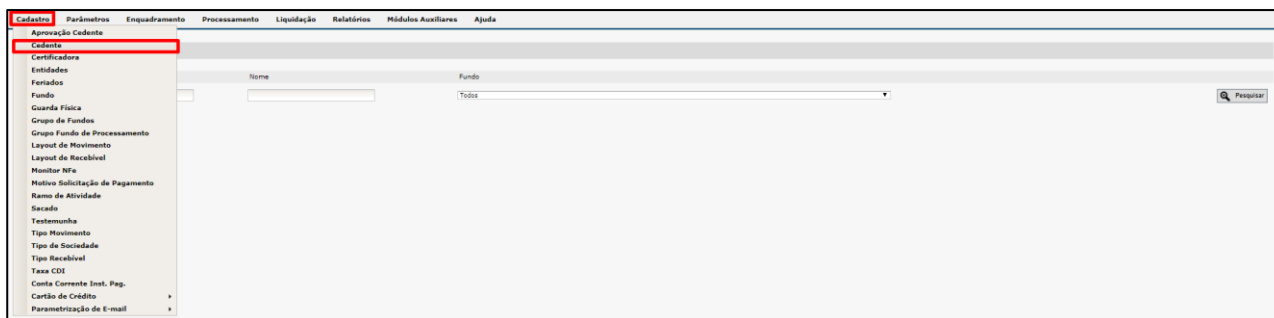 Cadastro Parâmetros Enquadramento Processamento Liquidação Relatórios Módulos Auxiliares Ajuda
Aprovação Cedente
Cedente
Certificadora
Entidades
Feriados
Fundo
Guarda Física
Grupo de Fundos
Grupo Fundo de Processamento
Layout de Movimento
Layout de Recebível
Monitor NFe
Motivo Solicitação de Pagamento
Ramo de Atividade
Sacado
Testemunha
Tipo Movimento
Tipo de Sociedade
Tipo Recebível
Taxa CDI
Conta Corrente Inst. Pag.
Cartão de Crédito
Parametrização de E-mail
Nome Fundo
Todos Pesquisar